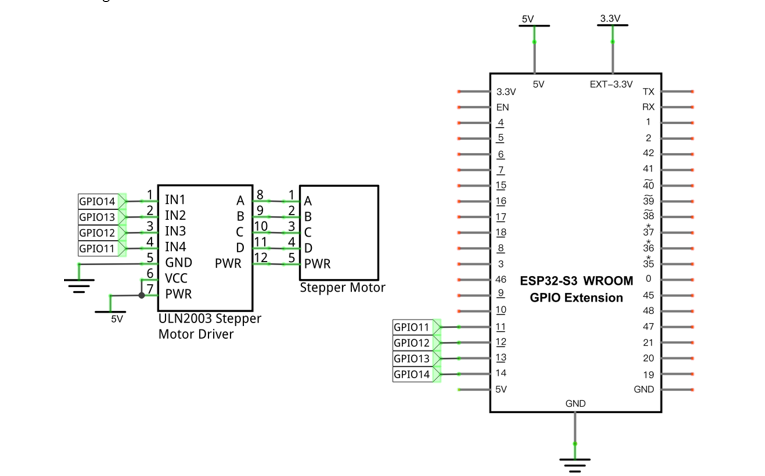 5V
3.3V
5V
EXT-3.3V
3.3V
EN
4
5
6
7
15
16
17
18
8
3
46
9
10
11
12
13
14
5V
TX
RX
1
2
42
41
40
39
38
37
36
35
0
45
48
47
21
20
19
GND
ESP32-S3 WROOM
GPIO Extension
GND
GPIO11
GPIO12
GPIO13
GPIO14
GPIO14
GPIO13
GPIO12
GPIO11
1
2
3
4
5
6
7
IN1
IN2
IN3
IN4
GND
VCC
PWR
A
B
C
D
PWR
8
9
10
11
12
1
2
3
4
5
A
B
C
D
PWR
5V
ULN2003 Stepper
Motor Driver
Stepper Motor